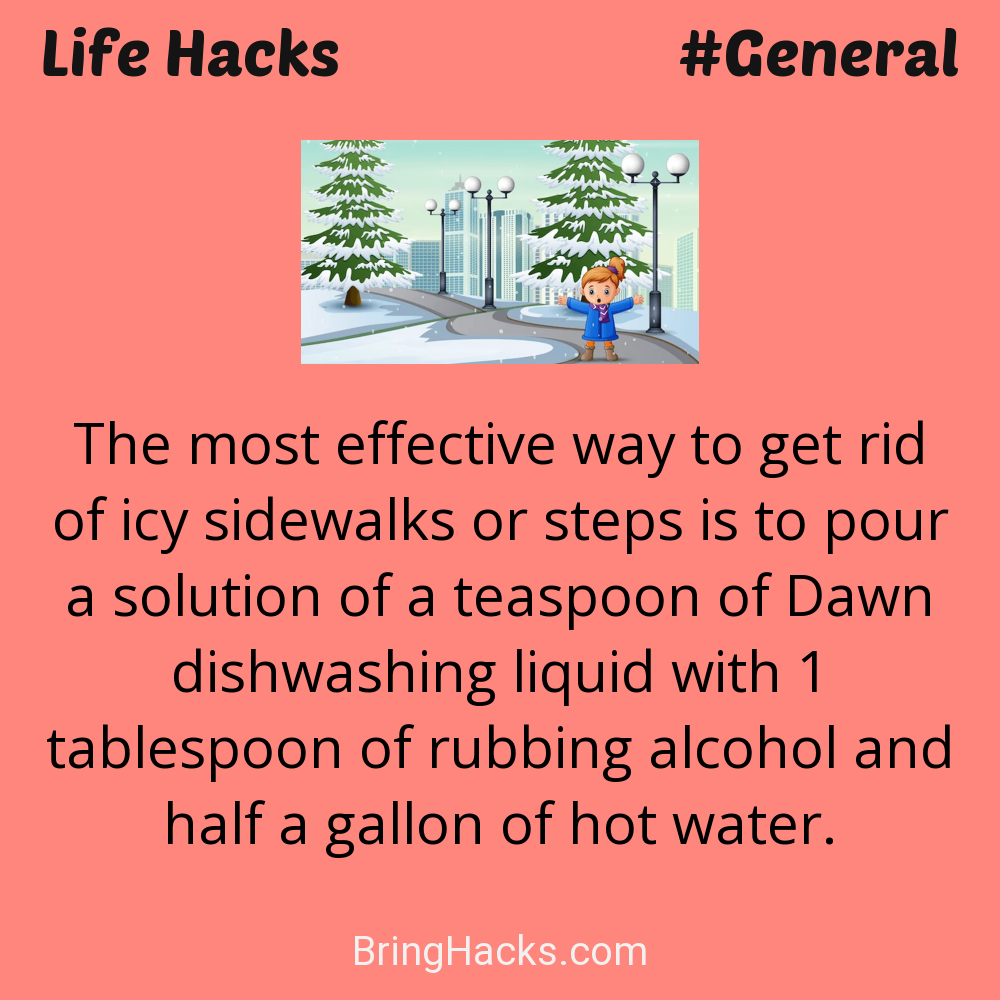 Life Hacks #General
The most effective way to get rid
of icy sidewalks or steps is to pour
a solution of a teaspoon of Dawn
dishwashing liquid with 1
tablespoon of rubbing alcohol and
half a gallon of hot water.
BringHacks.com